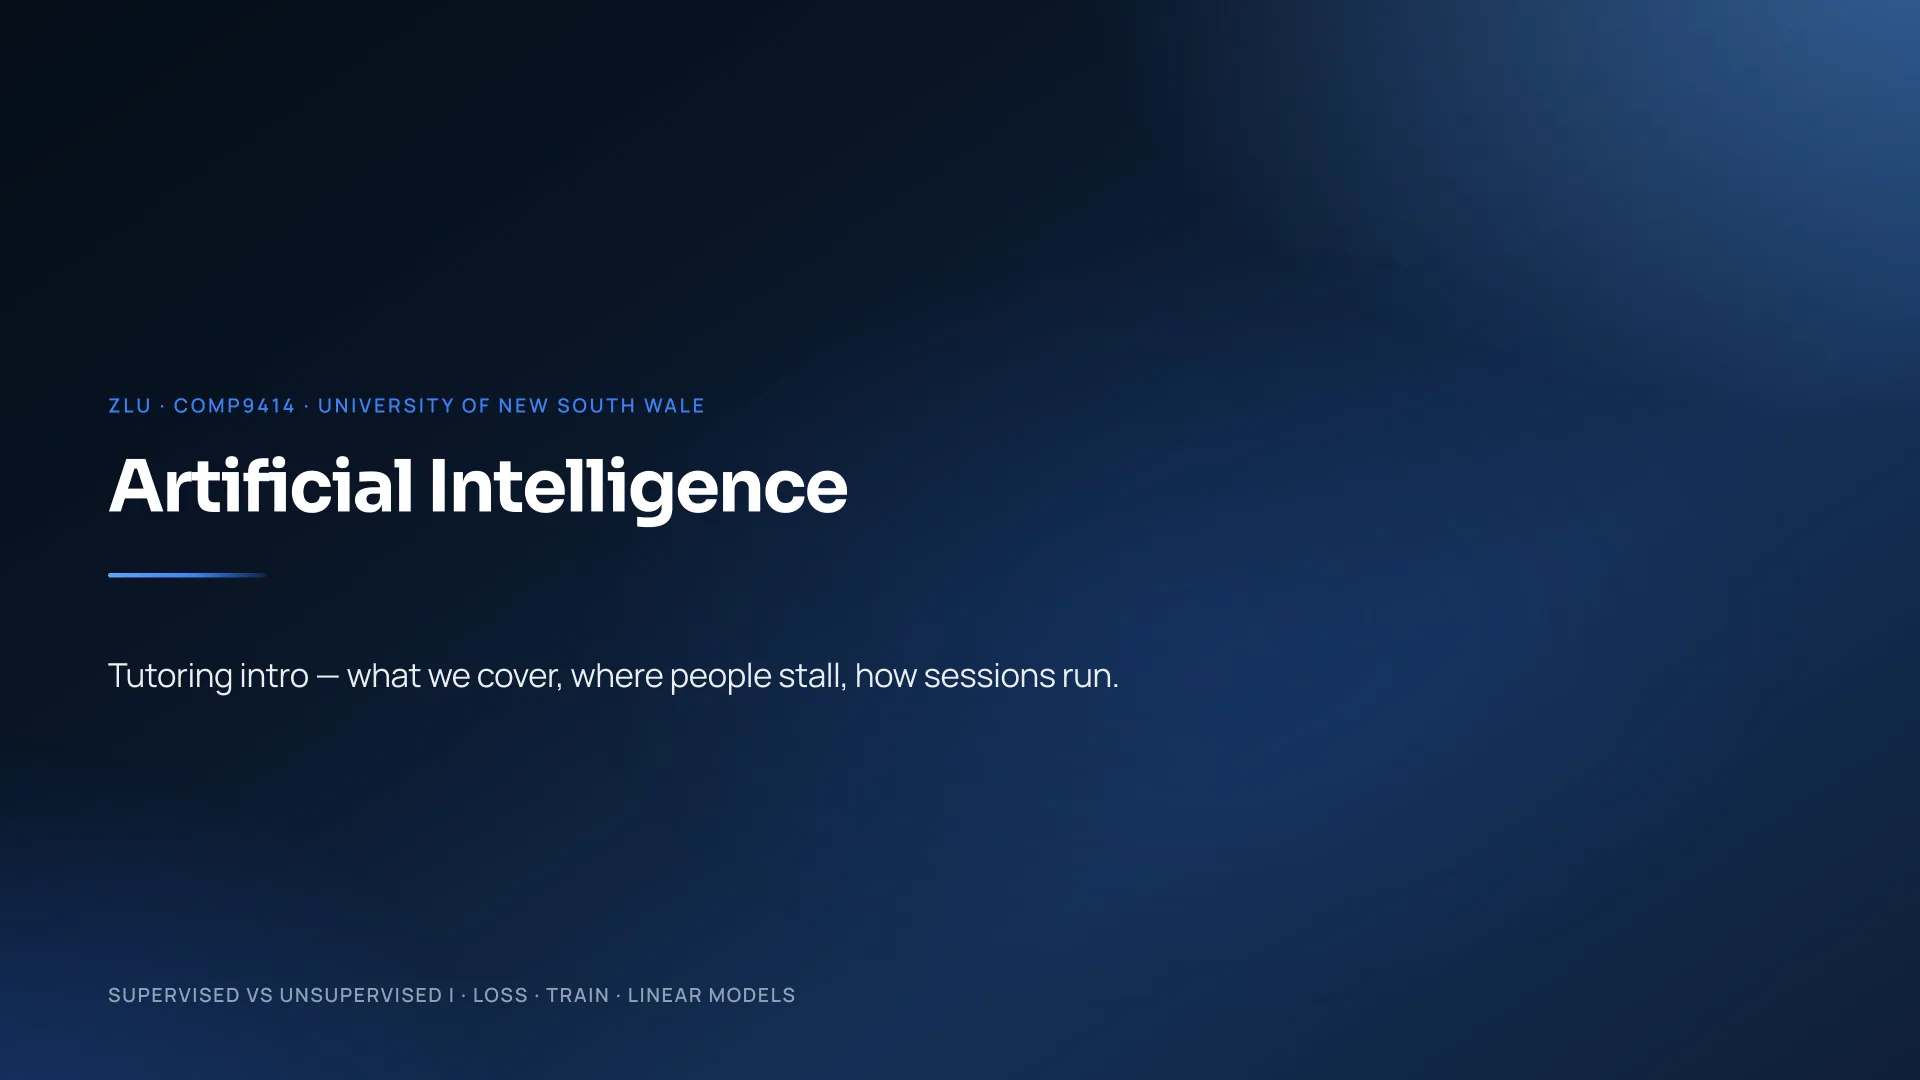 ZLU · COMP9414 · UNIVERSITY OF NEW SOUTH WALE
Artificial Intelligence
Tutoring intro — what we cover, where people stall, how sessions run.
SUPERVISED VS UNSUPERVISED I · LOSS · TRAIN · LINEAR MODELS